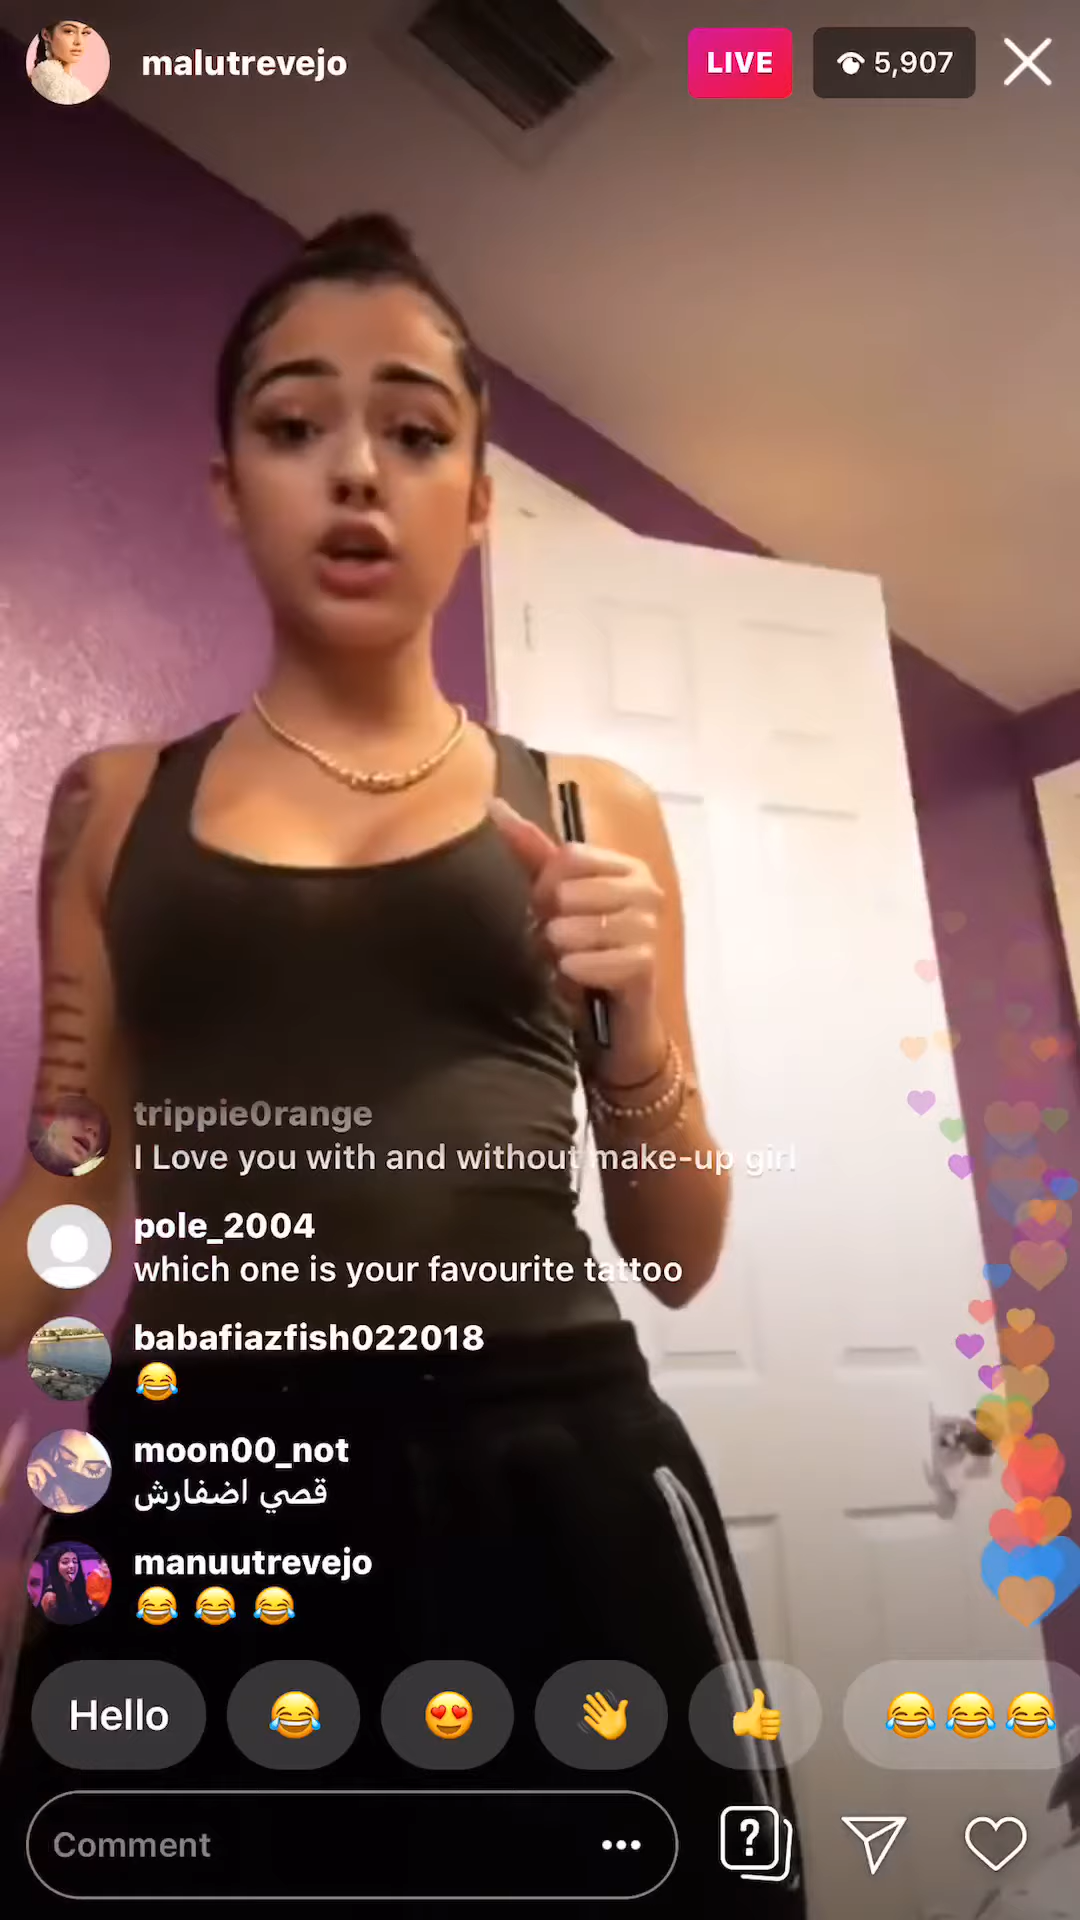 malutrevejo
LIVE
5,907
trippie0range
I Love you with and without make-up girl
pole_2004
which one is your favourite tattoo
babafiazfish022018
😂
moon00_not
قصي اضفارش
manuutrevejo
😂 😂 😂
Hello 😂 😍 👋 👍 😂 😂 😂
Comment
?